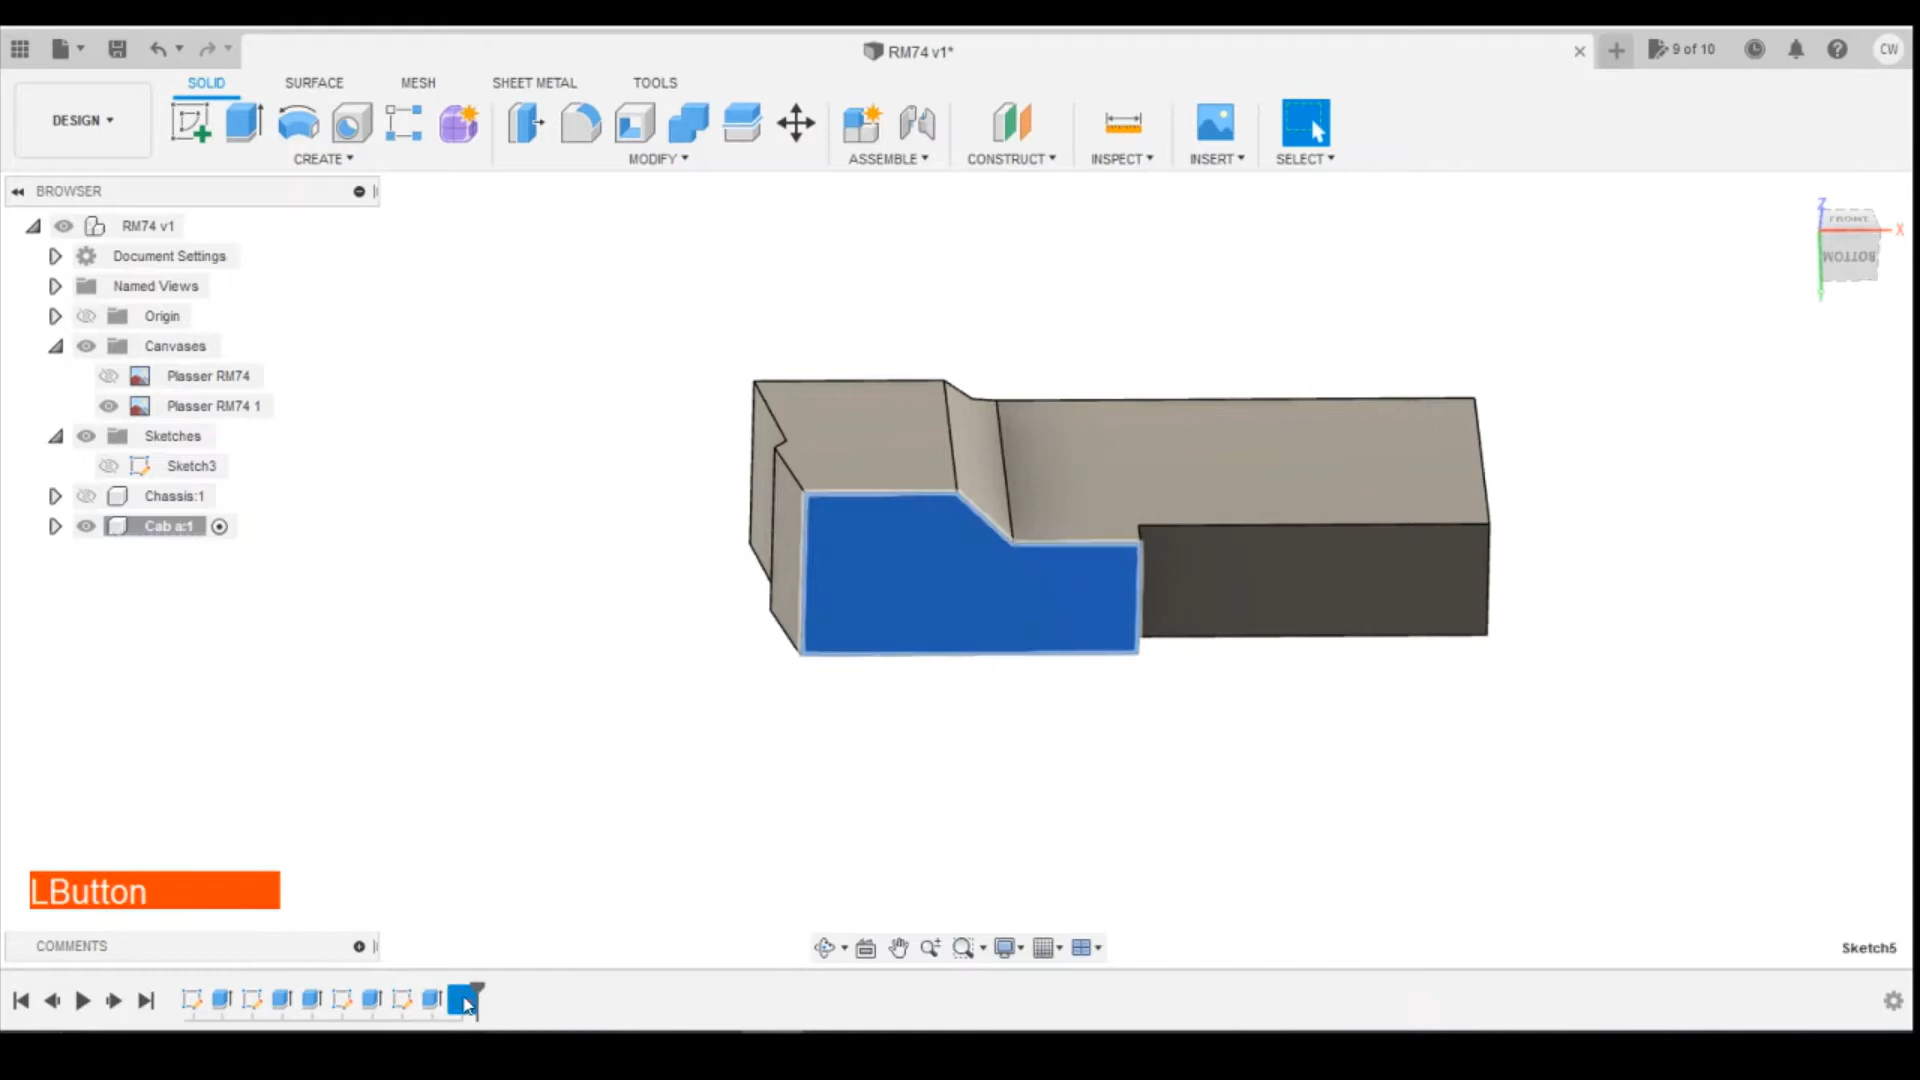 RM74 v1*
9 of 10
CW
DESIGN
SOLID SURFACE MESH SHEET METAL TOOLS
CREATE MODIFY ASSEMBLE CONSTRUCT INSPECT INSERT SELECT
BROWSER
RM74 v1
Document Settings
Named Views
Origin
Canvases
Plasser RM74
Plasser RM74 1
Sketches
Sketch3
Chassis:1
Cab a:1
Z
FRONT
X
BOTTOM
LButton
COMMENTS
Sketch5